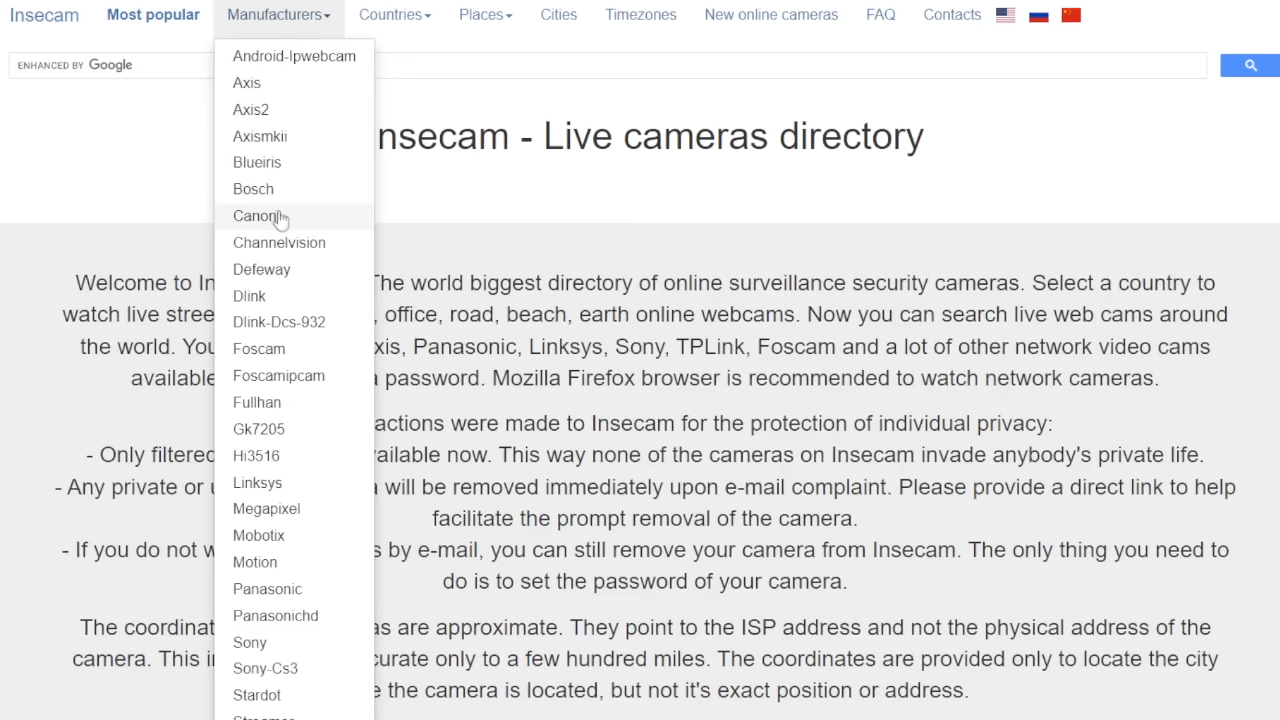 Insecam Most popular Manufacturers Countries Places Cities Timezones New online cameras FAQ Contacts
ENHANCED BY Google
Android-Ipwebcam
Axis
Axis2
Axismkii
Blueiris
Bosch
Canon
Channelvision
Defeway
Dlink
Dlink-Dcs-932
Foscam
Foscamipcam
Fullhan
Gk7205
Hi3516
Linksys
Megapixel
Mobotix
Motion
Panasonic
Panasonichd
Sony
Sony-Cs3
Stardot
nsecam - Live cameras directory
Welcome to In The world biggest directory of online surveillance security cameras. Select a country to
watch live stree , office, road, beach, earth online webcams. Now you can search live web cams around
the world. You xis, Panasonic, Linksys, Sony, TPLink, Foscam and a lot of other network video cams
available a password. Mozilla Firefox browser is recommended to watch network cameras.
actions were made to Insecam for the protection of individual privacy:
- Only filtered ailable now. This way none of the cameras on Insecam invade anybody's private life.
- Any private or u a will be removed immediately upon e-mail complaint. Please provide a direct link to help
facilitate the prompt removal of the camera.
- If you do not w s by e-mail, you can still remove your camera from Insecam. The only thing you need to
do is to set the password of your camera.
The coordinat as are approximate. They point to the ISP address and not the physical address of the
camera. This in curate only to a few hundred miles. The coordinates are provided only to locate the city
e the camera is located, but not it's exact position or address.